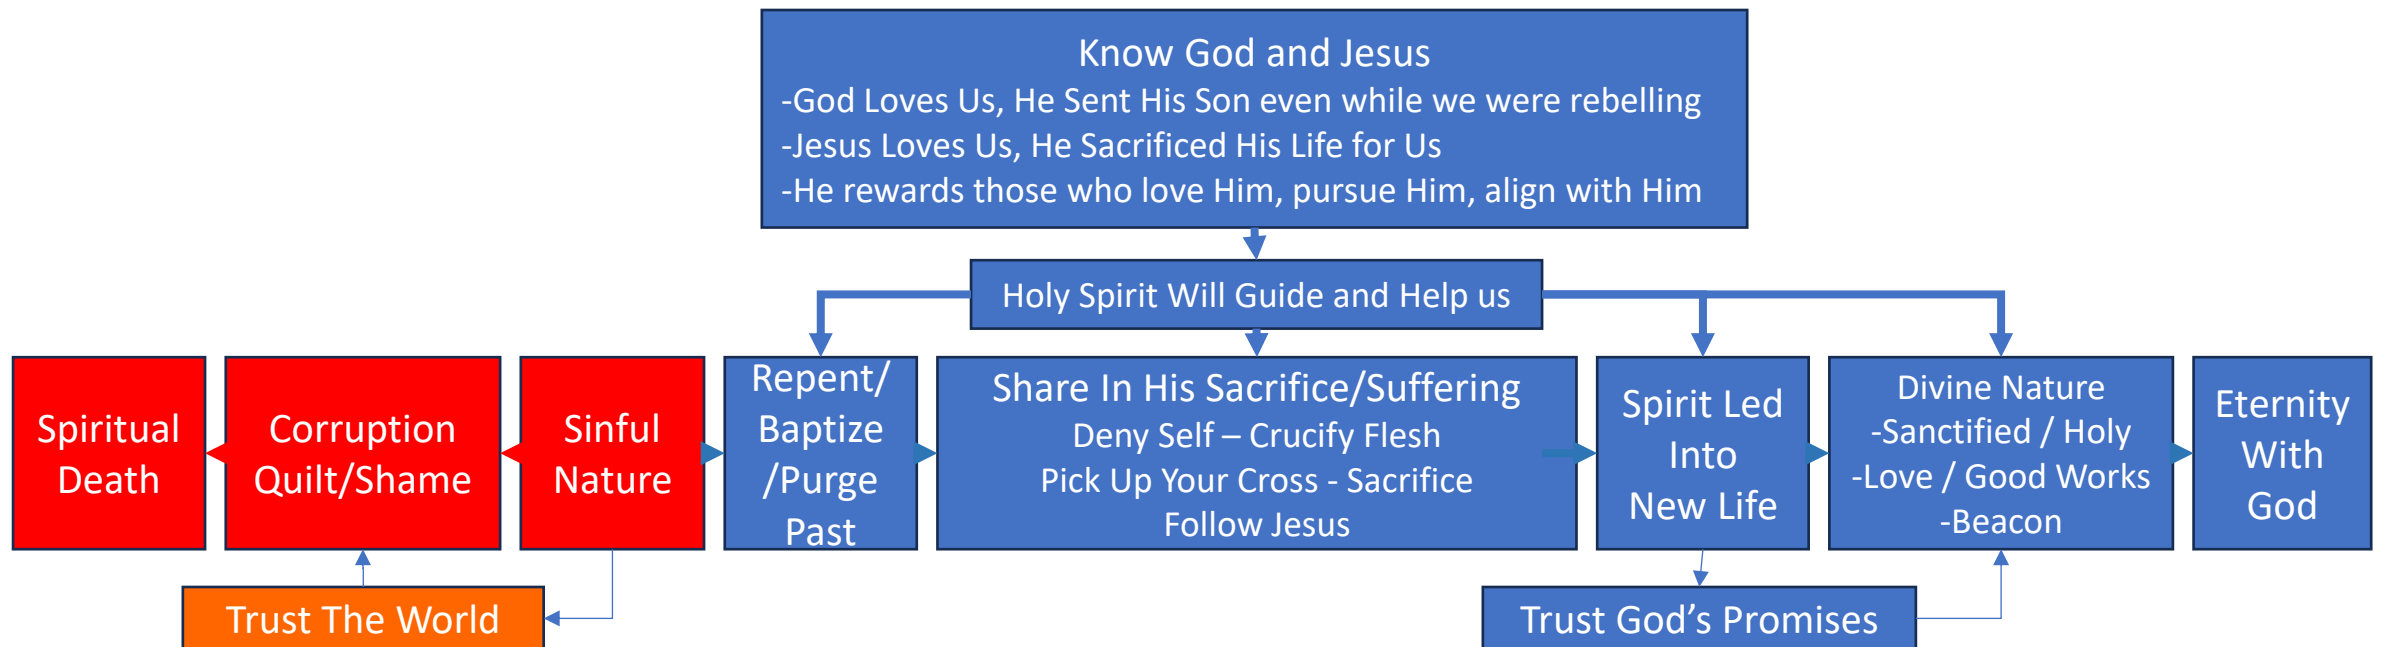 Know God and Jesus
-God Loves Us, He Sent His Son even while we were rebelling
-Jesus Loves Us, He Sacrificed His Life for Us
-He rewards those who love Him, pursue Him, align with Him
Holy Spirit Will Guide and Help us
Spiritual
Death
Corruption
Quilt/Shame
Sinful
Nature
Repent/
Baptize
/Purge
Past
Share In His Sacrifice/Suffering
Deny Self – Crucify Flesh
Pick Up Your Cross - Sacrifice
Follow Jesus
Spirit Led
Into
New Life
Divine Nature
-Sanctified / Holy
-Love / Good Works
-Beacon
Eternity
With
God
Trust The World
Trust God’s Promises